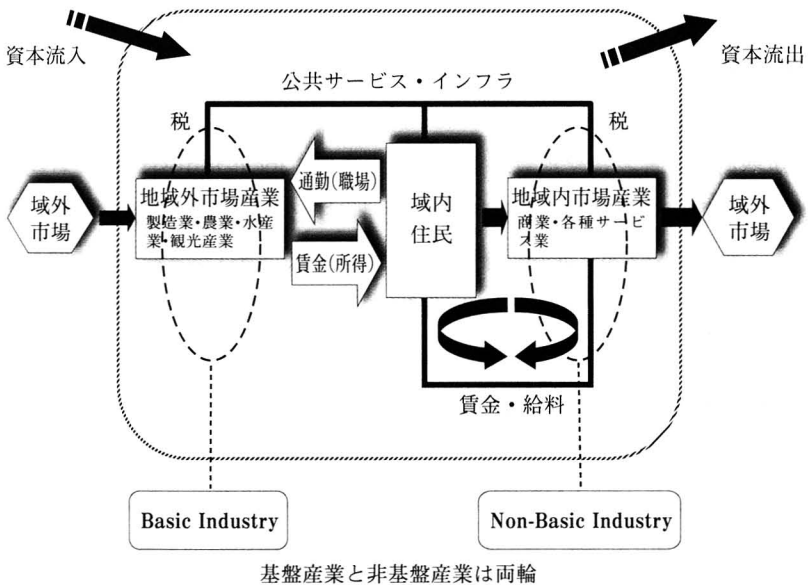 資本流入
資本流出
公共サービス・インフラ
税
税
域外
市場
地域外市場産業
製造業・農業・水産
業・観光産業
通勤(職場)
賃金(所得)
域内
住民
地域内市場産業
商業・各種サービ
ス業
域外
市場
賃金・給料
Basic Industry
Non-Basic Industry
基盤産業と非基盤産業は両輪